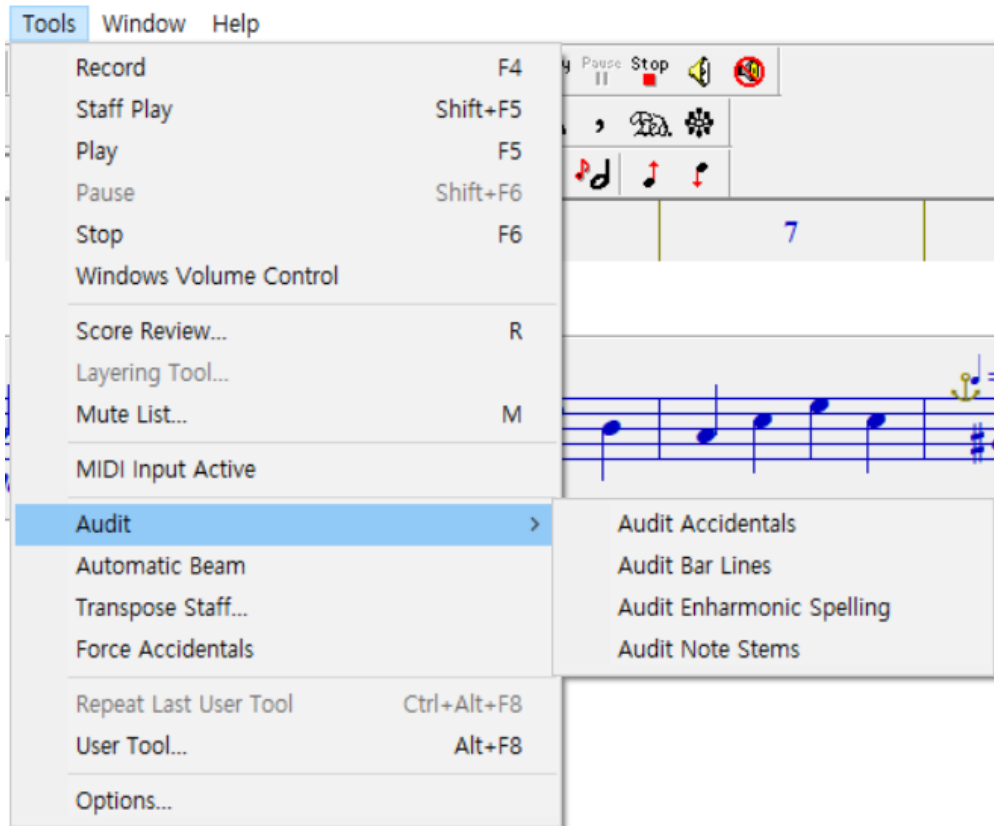 Tools Window Help
Record F4
Staff Play Shift+F5
Play F5
Pause Shift+F6
Stop F6
Windows Volume Control
Score Review... R
Layering Tool...
Mute List... M
MIDI Input Active
Audit >
Automatic Beam
Transpose Staff...
Force Accidentals
Repeat Last User Tool Ctrl+Alt+F8
User Tool... Alt+F8
Options...
Audit Accidentals
Audit Bar Lines
Audit Enharmonic Spelling
Audit Note Stems
Pause Stop
Ped.
7